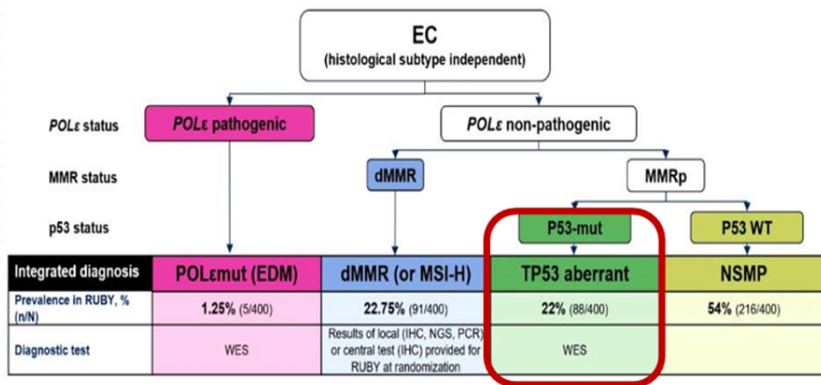 EC
(histological subtype independent)
POLε status
POLε pathogenic
POLε non-pathogenic
MMR status
dMMR
MMRp
p53 status
P53-mut
P53 WT
Integrated diagnosis
POLεmut (EDM)
dMMR (or MSI-H)
TP53 aberrant
NSMP
Prevalence in RUBY, %
(n/N)
1.25% (5/400)
22.75% (91/400)
22% (88/400)
54% (216/400)
Diagnostic test
WES
Results of local (IHC, NGS, PCR)
or central test (IHC) provided for
RUBY at randomization
WES